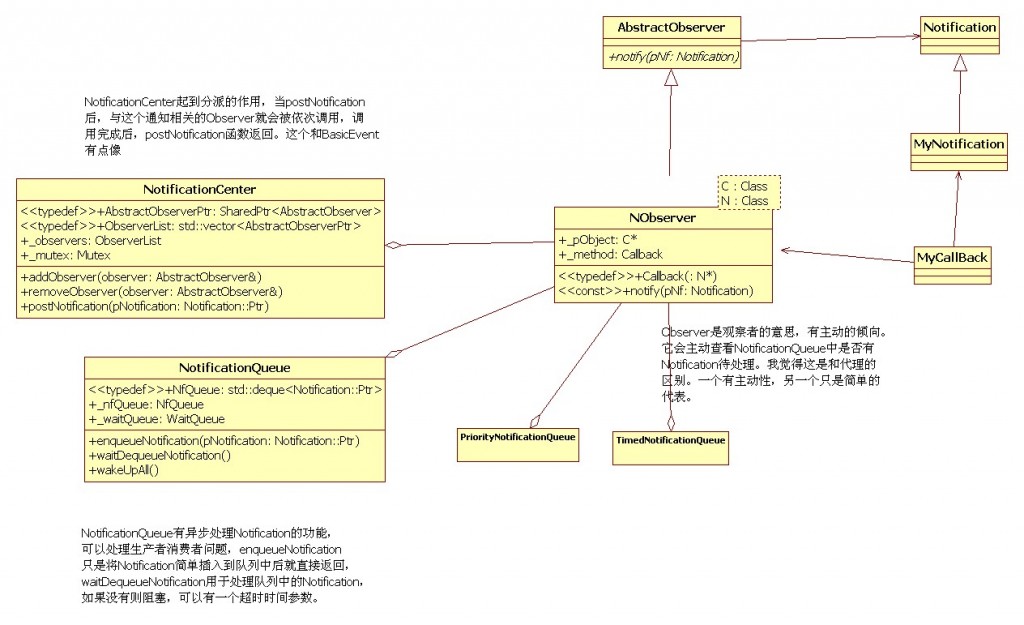 AbstractObserver
+notify(pNf: Notification)
Notification
NotificationCenter起到分派的作用，当postNotification
后，与这个通知相关的Observer就会被依次调用，调
用完成后，postNotification函数返回。这个和BasicEvent
有点像
MyNotification
NotificationCenter
<<typedef>>+AbstractObserverPtr: SharedPtr<AbstractObserver>
<<typedef>>+ObserverList: std::vector<AbstractObserverPtr>
+_observers: ObserverList
+_mutex: Mutex
+addObserver(observer: AbstractObserver&)
+removeObserver(observer: AbstractObserver&)
+postNotification(pNotification: Notification::Ptr)
C : Class
N : Class
NObserver
+_pObject: C*
+_method: Callback
<<typedef>>+Callback(: N*)
<<const>>+notify(pNf: Notification)
MyCallBack
Observer是观察者的意思，有主动的倾向。
它会主动查看NotificationQueue中是否有
Notification待处理。我觉得这是和代理的
区别。一个有主动性，另一个只是简单的
代表。
NotificationQueue
<<typedef>>+NfQueue: std::deque<Notification::Ptr>
+_nfQueue: NfQueue
+_waitQueue: WaitQueue
+enqueueNotification(pNotification: Notification::Ptr)
+waitDequeueNotification()
+wakeUpAll()
PriorityNotificationQueue
TimedNotificationQueue
NotificationQueue有异步处理Notification的功能，
可以处理生产者消费者问题，enqueueNotification
只是将Notification简单插入到队列中后就直接返回，
waitDequeueNotification用于处理队列中的Notification，
如果没有则阻塞，可以有一个超时时间参数。